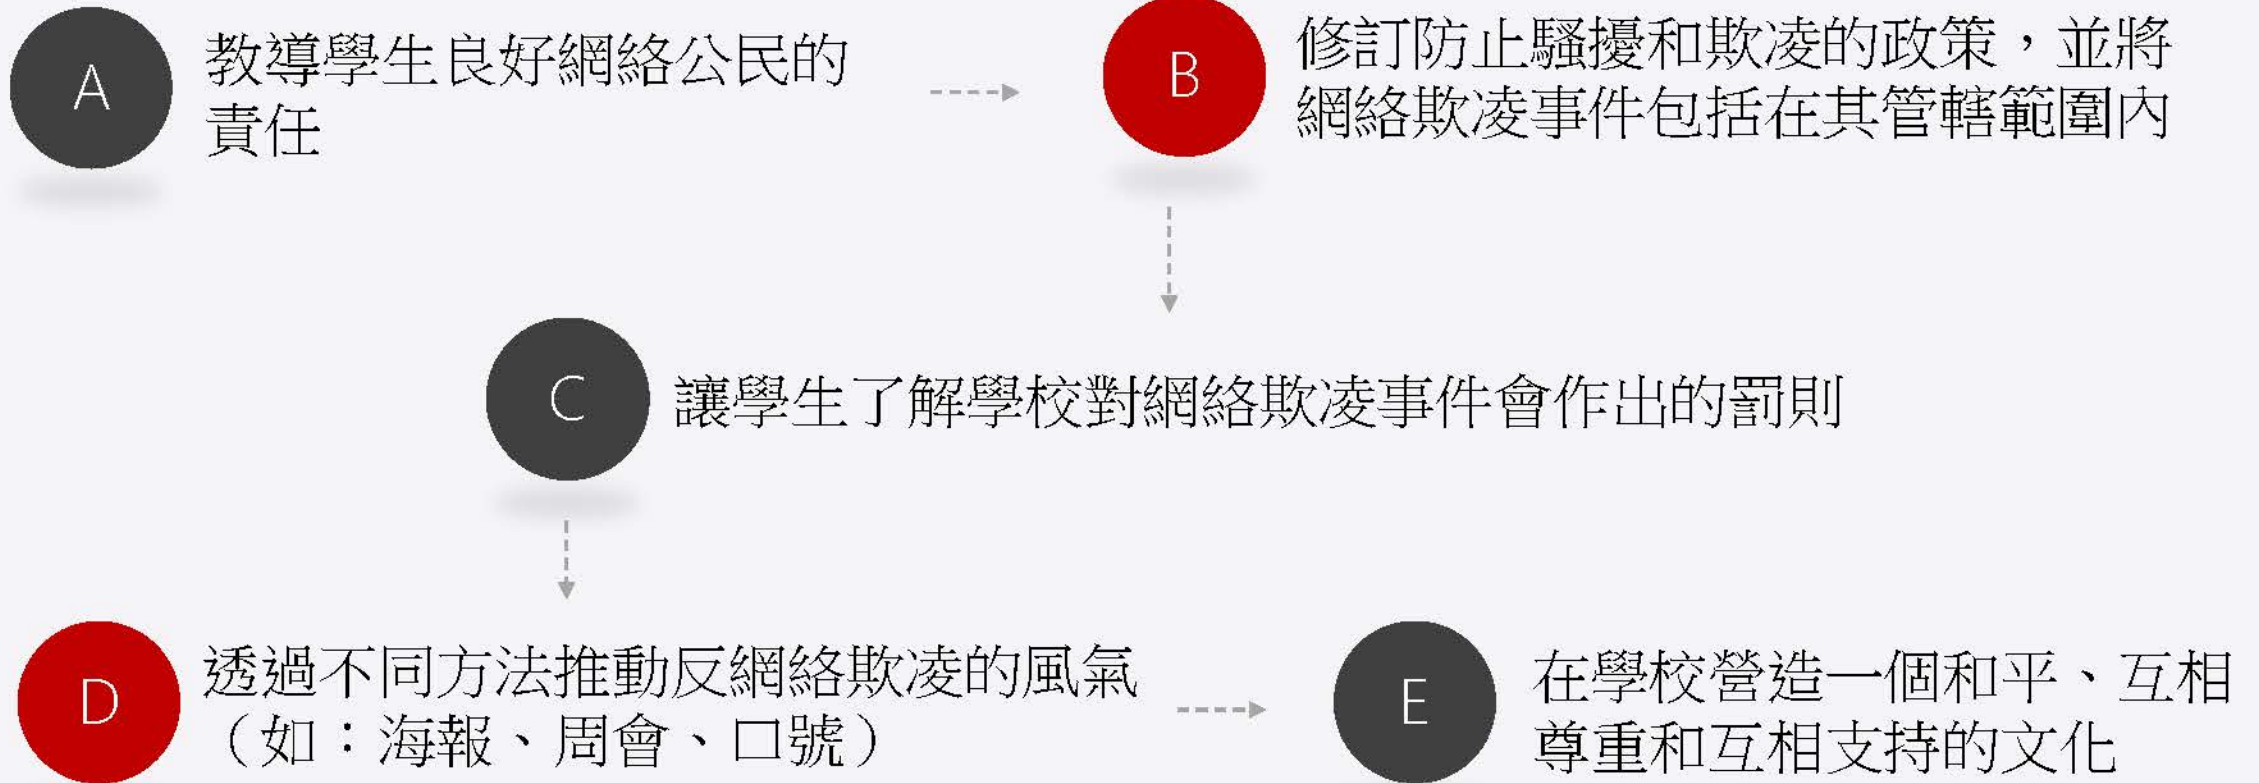 A
教導學生良好網絡公民的
責任
B
修訂防止騷擾和欺凌的政策，並將
網絡欺凌事件包括在其管轄範圍內
C
讓學生了解學校對網絡欺凌事件會作出的罰則
D
透過不同方法推動反網絡欺凌的風氣
（如：海報、周會、口號）
E
在學校營造一個和平、互相
尊重和互相支持的文化